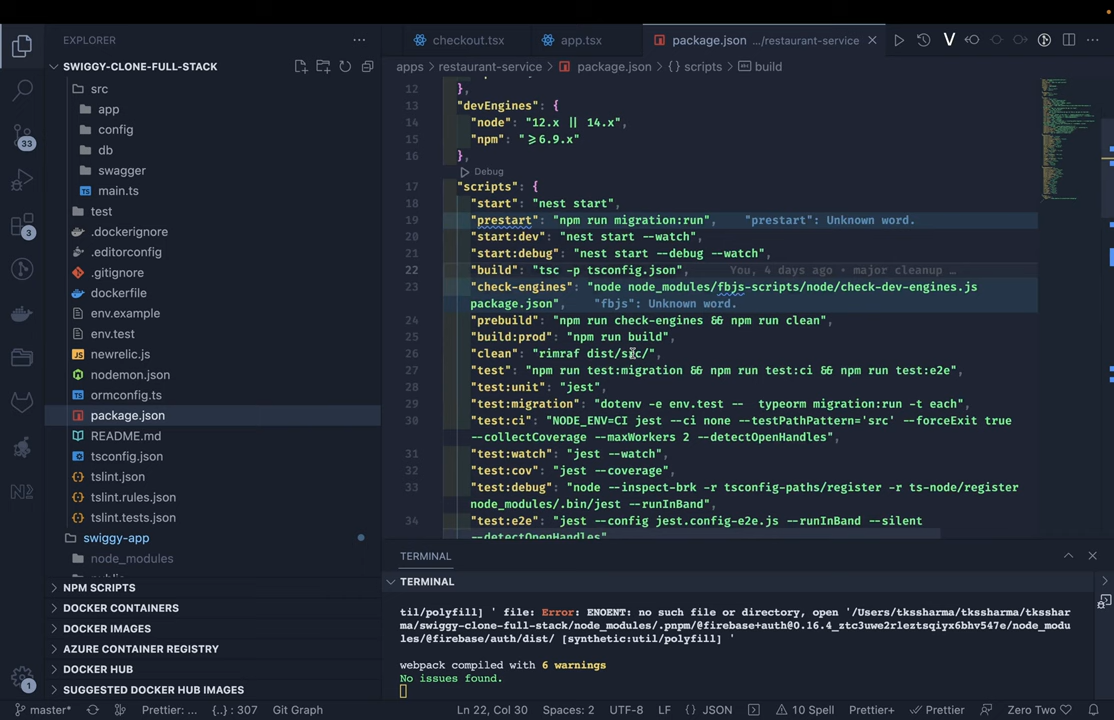 EXPLORER
checkout.tsx
app.tsx
package.json .../restaurant-service
SWIGGY-CLONE-FULL-STACK
apps › restaurant-service › package.json › { } scripts › build
src
app
config
db
swagger
main.ts
test
.dockerignore
.editorconfig
.gitignore
dockerfile
env.example
env.test
newrelic.js
nodemon.json
ormconfig.ts
package.json
README.md
tsconfig.json
tslint.json
tslint.rules.json
tslint.tests.json
swiggy-app
node_modules
NPM SCRIPTS
DOCKER CONTAINERS
DOCKER IMAGES
AZURE CONTAINER REGISTRY
DOCKER HUB
SUGGESTED DOCKER HUB IMAGES
33
3
1
12 },
13 "devEngines": {
14 "node": "12.x || 14.x",
15 "npm": "≥6.9.x"
16 },
Debug
17 "scripts": {
18 "start": "nest start",
19 "prestart": "npm run migration:run", "prestart": Unknown word.
20 "start:dev": "nest start --watch",
21 "start:debug": "nest start --debug --watch",
22 "build": "tsc -p tsconfig.json", You, 4 days ago • major cleanup …
23 "check-engines": "node node_modules/fbjs-scripts/node/check-dev-engines.js
package.json", "fbjs": Unknown word.
24 "prebuild": "npm run check-engines && npm run clean",
25 "build:prod": "npm run build",
26 "clean": "rimraf dist/src/",
27 "test": "npm run test:migration && npm run test:ci && npm run test:e2e",
28 "test:unit": "jest",
29 "test:migration": "dotenv -e env.test -- typeorm migration:run -t each",
30 "test:ci": "NODE_ENV=CI jest --ci none --testPathPattern='src' --forceExit true
--collectCoverage --maxWorkers 2 --detectOpenHandles",
31 "test:watch": "jest --watch",
32 "test:cov": "jest --coverage",
33 "test:debug": "node --inspect-brk -r tsconfig-paths/register -r ts-node/register
node_modules/.bin/jest --runInBand",
34 "test:e2e": "jest --config jest.config-e2e.js --runInBand --silent
--detectOpenHandles"
TERMINAL
TERMINAL
til/polyfill] ' file: Error: ENOENT: no such file or directory, open '/Users/tkssharma/tkssharma/tksshar
ma/swiggy-clone-full-stack/node_modules/.pnpm/@firebase+auth@0.16.4_ztc3uwe2rleztsqiyx6bhv547e/node_modu
les/@firebase/auth/dist/ [synthetic:util/polyfill] '
webpack compiled with 6 warnings
No issues found.
master* Prettier: ... {..} : 307 Git Graph Ln 22, Col 30 Spaces: 2 UTF-8 LF { } JSON 10 Spell Prettier+ Prettier Zero Two